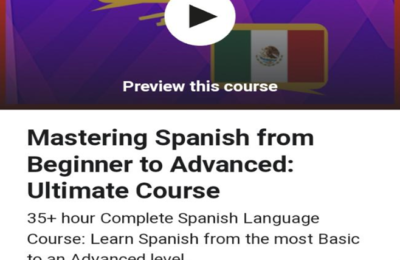 Preview this course
Mastering Spanish from
Beginner to Advanced:
Ultimate Course
35+ hour Complete Spanish Language
Course: Learn Spanish from the most Basic
to an Advanced level